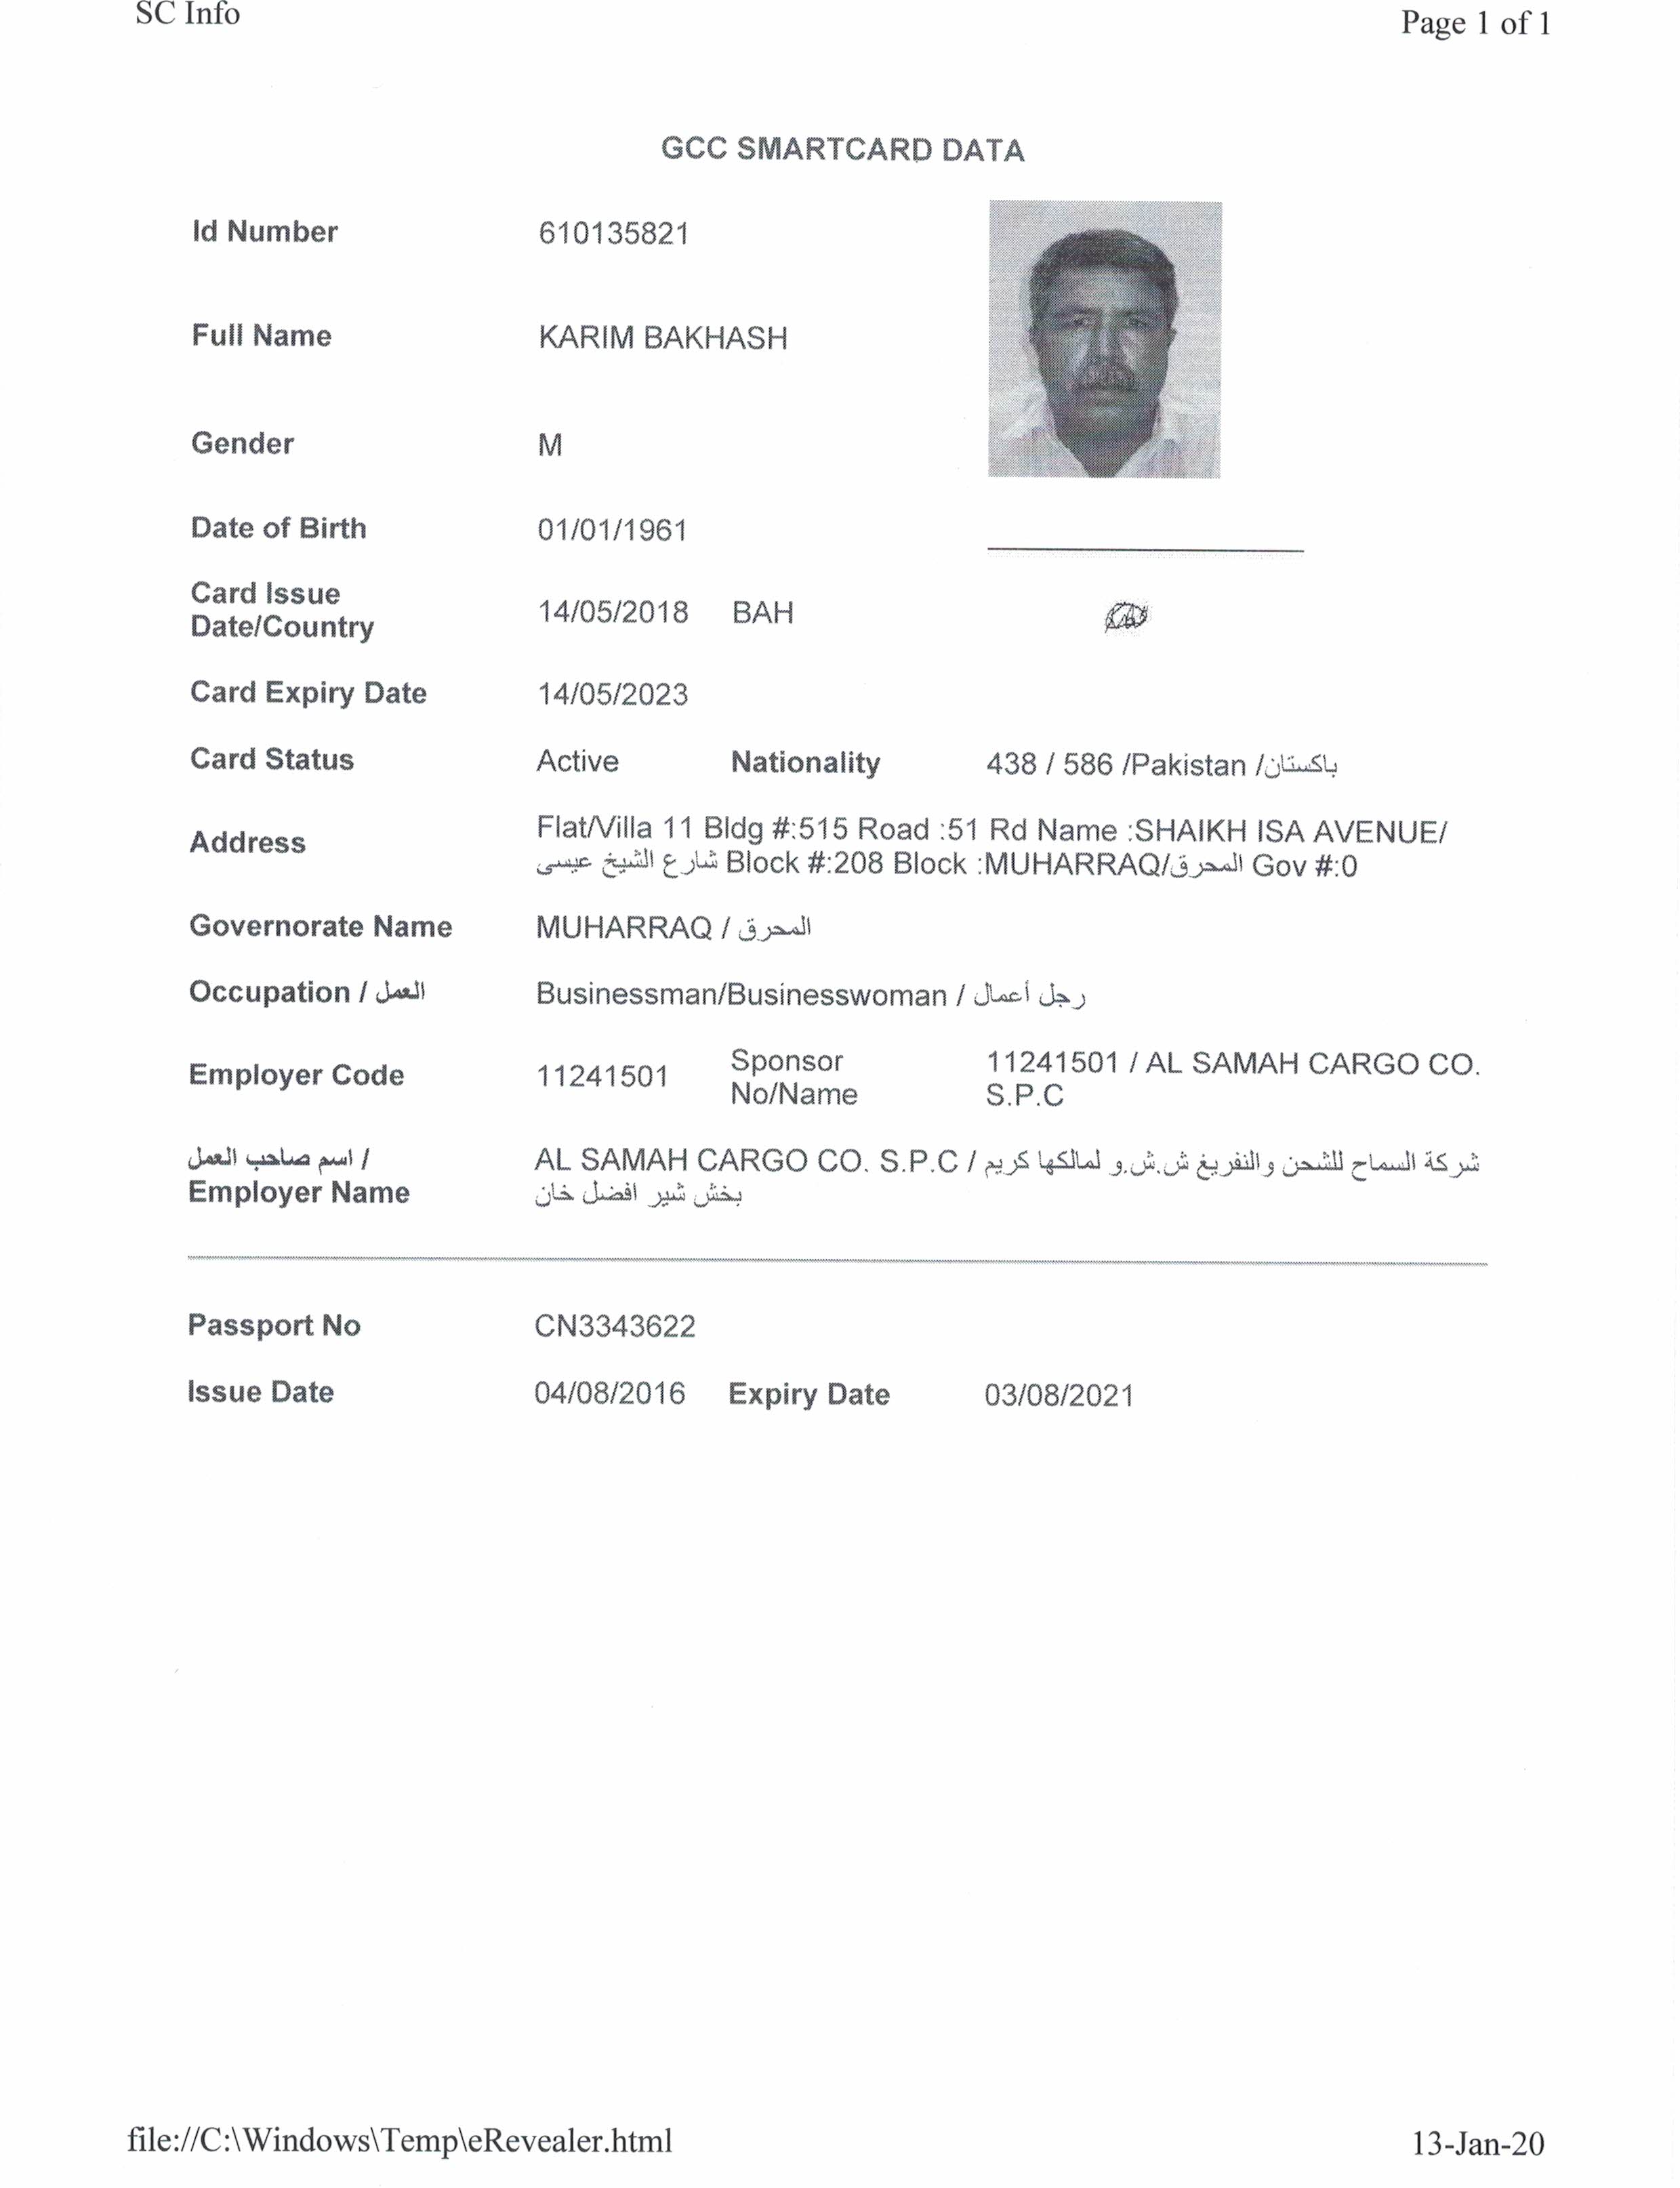 SC Info Page 1 of 1
GCC SMARTCARD DATA
Id Number 610135821
Full Name KARIM BAKHASH
Gender M
Date of Birth 01/01/1961
Card Issue
Date/Country 14/05/2018 BAH
Card Expiry Date 14/05/2023
Card Status Active Nationality 438 / 586 /Pakistan /باكستان
Address Flat/Villa 11 Bldg #:515 Road :51 Rd Name :SHAIKH ISA AVENUE/
شارع الشيخ عيسى Block #:208 Block :MUHARRAQ/المحرق Gov #:0
Governorate Name MUHARRAQ / المحرق
Occupation / العمل Businessman/Businesswoman / رجل أعمال
Employer Code 11241501 Sponsor No/Name 11241501 / AL SAMAH CARGO CO.
S.P.C
اسم صاحب العمل / AL SAMAH CARGO CO. S.P.C / شركة السماح للشحن والتفريغ ش.ش.و لمالكها كريم
Employer Name بخش شير افضل خان
Passport No CN3343622
Issue Date 04/08/2016 Expiry Date 03/08/2021
file://C:\Windows\Temp\eRevealer.html 13-Jan-20